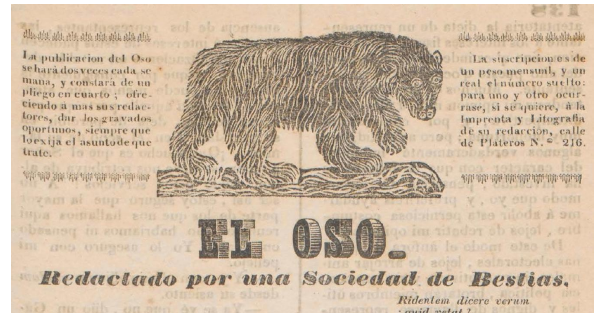 La publicacion del Oso
se hará dos veces cada se
mana, y constará de un
pliego en cuarto ; ofre-
ciendo á mas sus redac-
tores, dar los gravados
oportunos, siempre que
lo exija el asunto de que
trate.
La suscripcion es de
un peso mensual, y un
real el número suelto:
para uno y otro ocur-
rase, si se quiere, á la
Imprenta y Litografia
de su redaccion, calle
de Plateros N.° 216.
EL OSO.
Redactado por una Sociedad de Bestias.
Ridentem dicere verum
quid vetat?